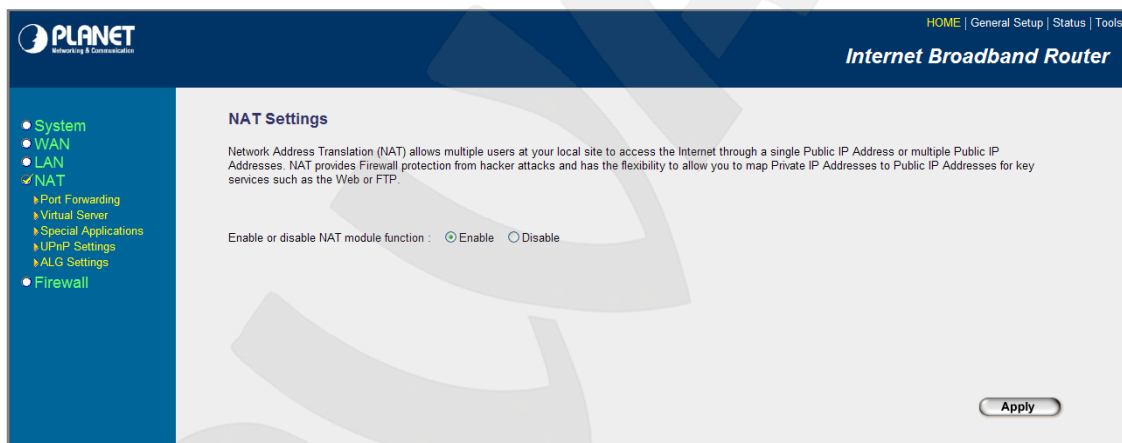 PLANET
Networking & Communication
HOME | General Setup | Status | Tools
Internet Broadband Router
System
WAN
LAN
NAT
Port Forwarding
Virtual Server
Special Applications
UPnP Settings
ALG Settings
Firewall
NAT Settings
Network Address Translation (NAT) allows multiple users at your local site to access the Internet through a single Public IP Address or multiple Public IP
Addresses. NAT provides Firewall protection from hacker attacks and has the flexibility to allow you to map Private IP Addresses to Public IP Addresses for key
services such as the Web or FTP.
Enable or disable NAT module function : Enable Disable
Apply